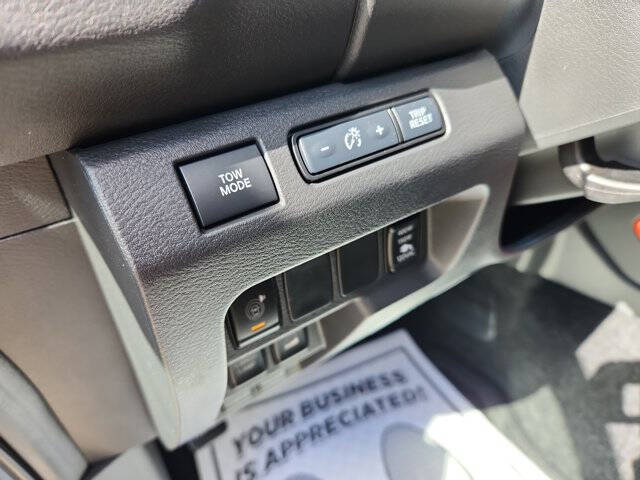 TOW
MODE
-
+
TRIP
RESET
YOUR BUSINESS
IS APPRECIATED!